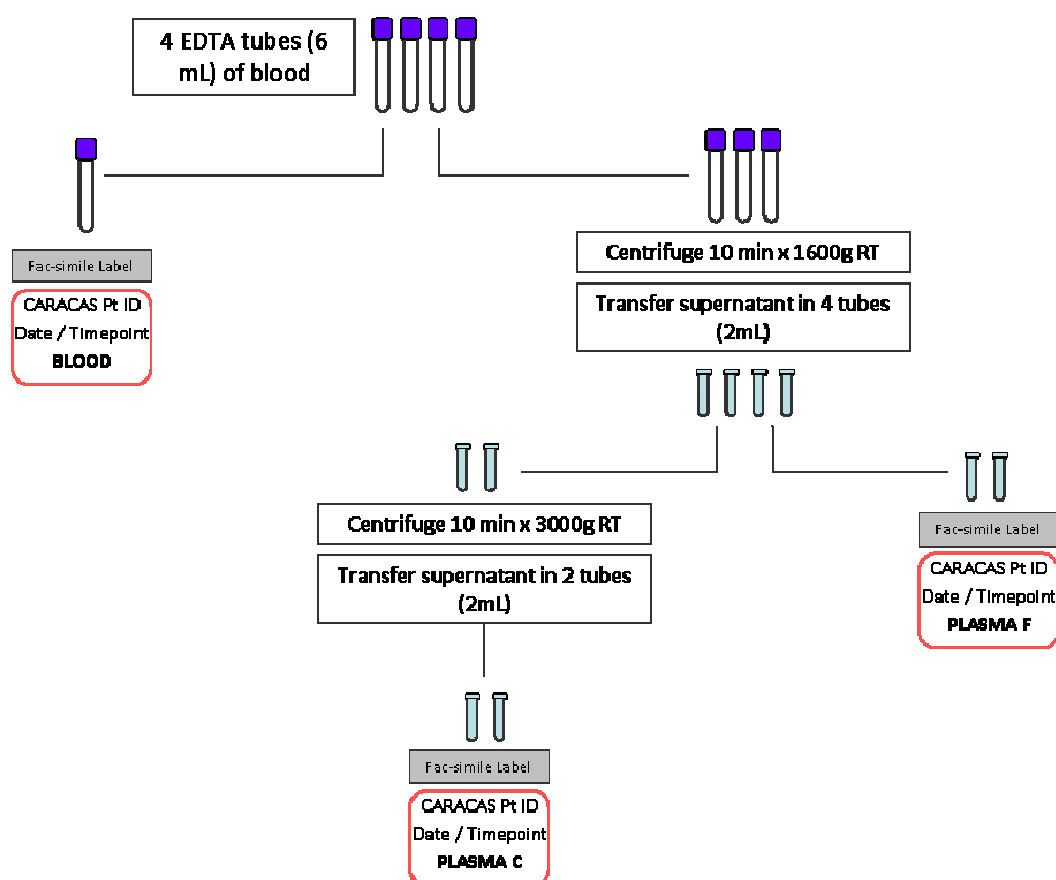 4 EDTA tubes (6
mL) of blood
Fac-simile Label
CARACAS Pt ID
Date / Timepoint
BLOOD
Centrifuge 10 min x 1600g RT
Transfer supernatant in 4 tubes
(2mL)
Centrifuge 10 min x 3000g RT
Transfer supernatant in 2 tubes
(2mL)
Fac-simile Label
CARACAS Pt ID
Date / Timepoint
PLASMA F
Fac-simile Label
CARACAS Pt ID
Date / Timepoint
PLASMA C